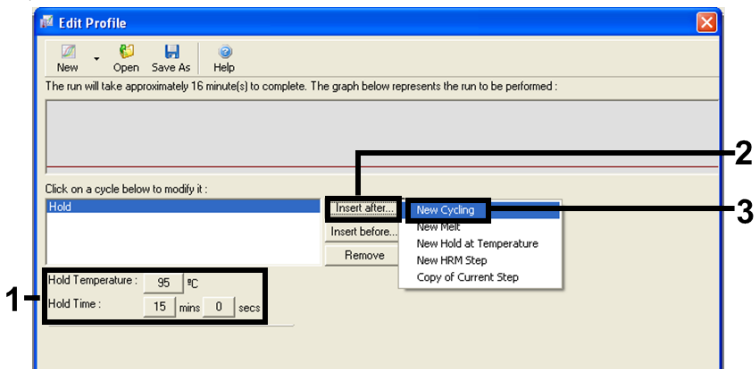 Edit Profile
New Open Save As Help
The run will take approximately 16 minute(s) to complete. The graph below represents the run to be performed :
Click on a cycle below to modify it :
Hold
Insert after...
Insert before...
Remove
New Cycling
New Melt
New Hold at Temperature
New HRM Step
Copy of Current Step
Hold Temperature : 95 ºC
Hold Time : 15 mins 0 secs
1
2
3